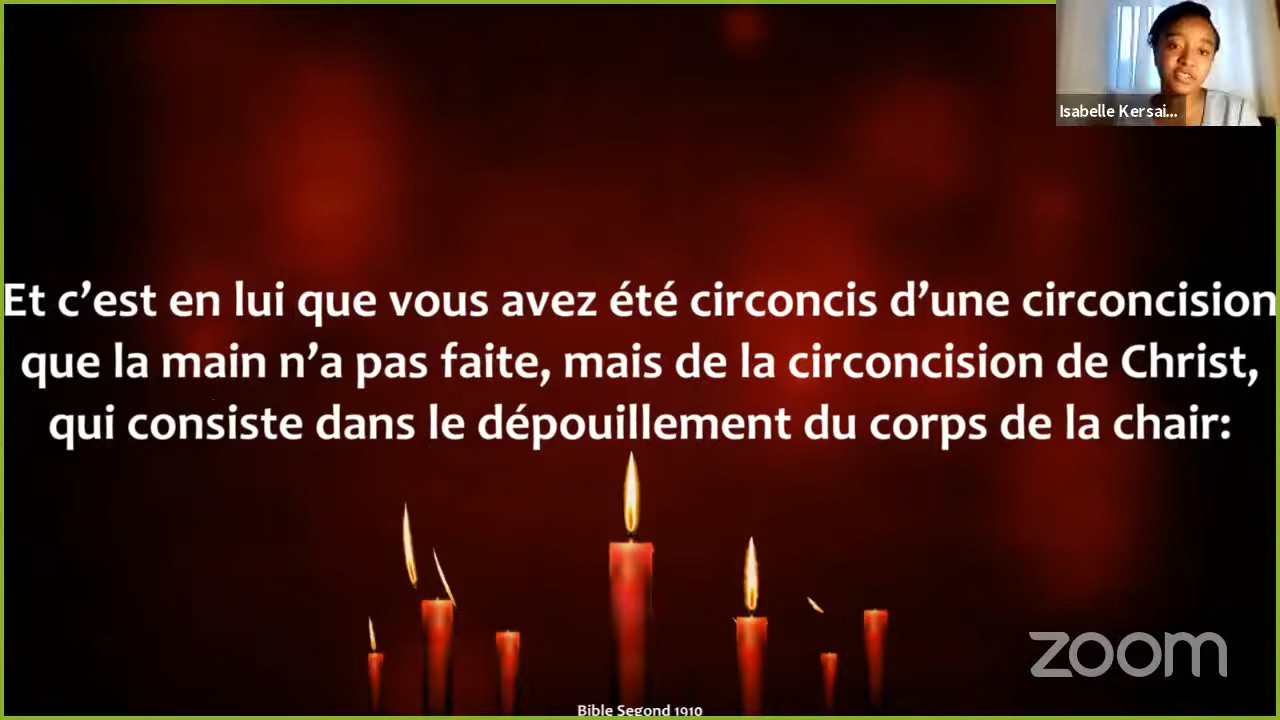 Isabelle Kersai...
Et c’est en lui que vous avez été circoncis d’une circoncision
que la main n’a pas faite, mais de la circoncision de Christ,
qui consiste dans le dépouillement du corps de la chair:
zoom
Bible Segond 1910